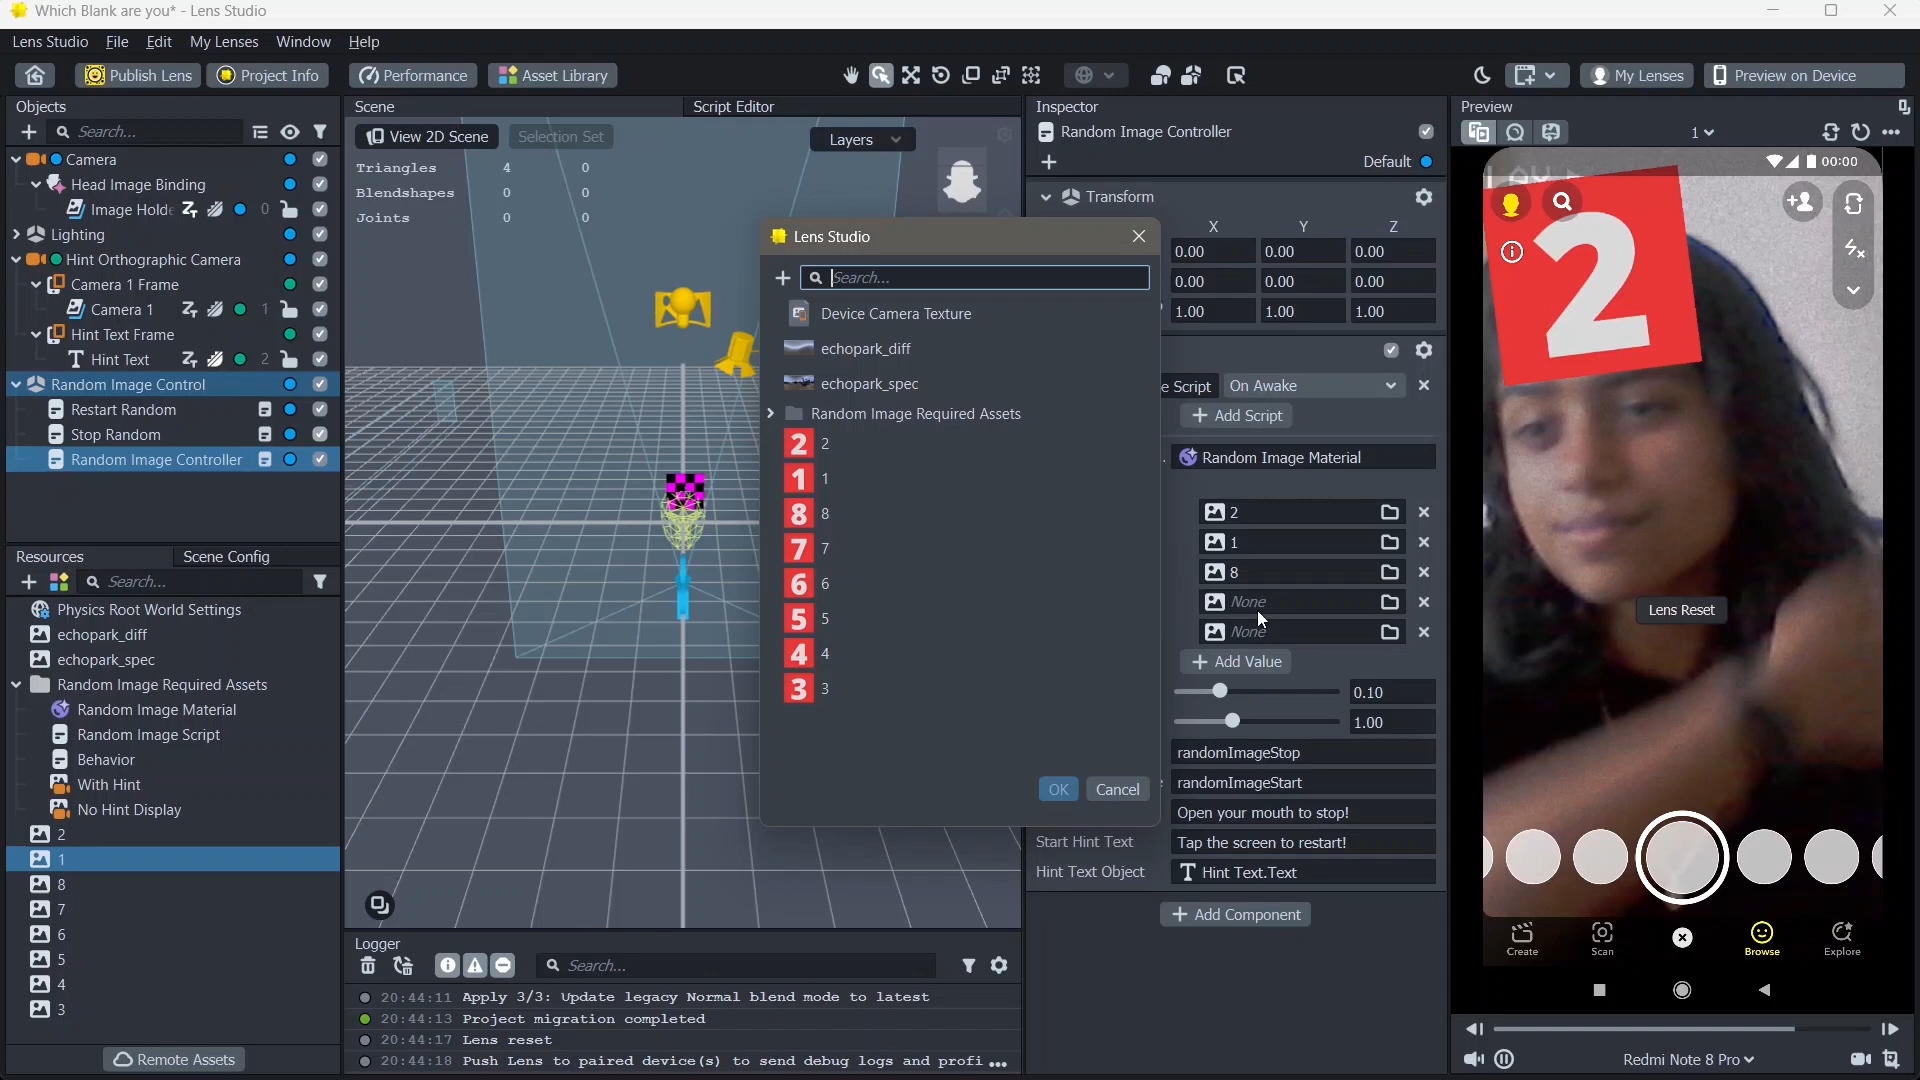 Which Blank are you* - Lens Studio
Lens Studio File Edit My Lenses Window Help
Publish Lens Project Info Performance Asset Library My Lenses Preview on Device
Objects
Search...
Camera
Head Image Binding
Image Holde 0
Lighting
Hint Orthographic Camera
Camera 1 Frame
Camera 1 1
Hint Text Frame
Hint Text 2
Random Image Control
Restart Random
Stop Random
Random Image Controller
Resources Scene Config
Search...
Physics Root World Settings
echopark_diff
echopark_spec
Random Image Required Assets
Random Image Material
Random Image Script
Behavior
With Hint
No Hint Display
2
1
8
7
6
5
4
3
Remote Assets
Scene Script Editor
View 2D Scene Selection Set Layers
Triangles 4 0
Blendshapes 0 0
Joints 0 0
Lens Studio
Search...
Device Camera Texture
echopark_diff
echopark_spec
Random Image Required Assets
2 2
1 1
8 8
7 7
6 6
5 5
4 4
3 3
OK Cancel
Logger
Search...
20:44:11 Apply 3/3: Update legacy Normal blend mode to latest
20:44:13 Project migration completed
20:44:17 Lens reset
20:44:18 Push Lens to paired device(s) to send debug logs and profi ...
Inspector
Random Image Controller
Default
Transform
X Y Z
0.00 0.00 0.00
0.00 0.00 0.00
1.00 1.00 1.00
e Script On Awake
+ Add Script
Random Image Material
2
1
8
None
None
+ Add Value
0.10
1.00
randomImageStop
randomImageStart
Open your mouth to stop!
Start Hint Text Tap the screen to restart!
Hint Text Object Hint Text.Text
+ Add Component
Preview
1
00:00
2
Lens Reset
Create Scan Browse Explore
Redmi Note 8 Pro